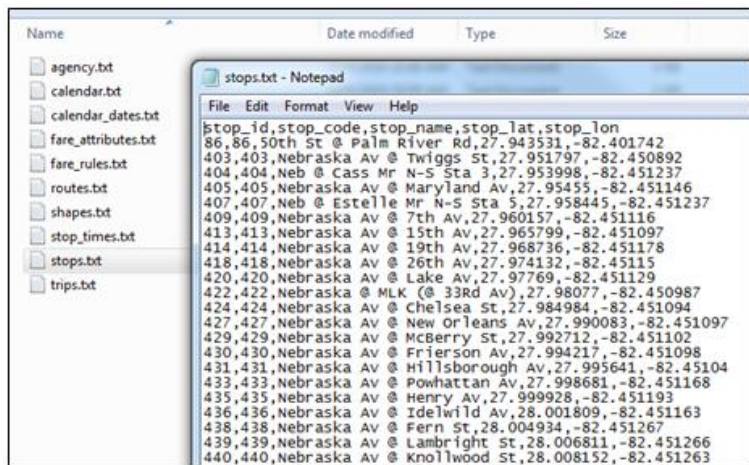 Name Date modified Type Size
agency.txt
calendar.txt
calendar_dates.txt
fare_attributes.txt
fare_rules.txt
routes.txt
shapes.txt
stop_times.txt
stops.txt
trips.txt
stops.txt - Notepad
File Edit Format View Help
stop_id,stop_code,stop_name,stop_lat,stop_lon
86,86,50th St @ Palm River Rd,27.943531,-82.401742
403,403,Nebraska Av @ Twiggs St,27.951797,-82.450892
404,404,Neb @ Cass Mr N-S Sta 3,27.953998,-82.451237
405,405,Nebraska Av @ Maryland Av,27.95455,-82.451146
407,407,Neb @ Estelle Mr N-S Sta 5,27.958445,-82.451237
409,409,Nebraska Av @ 7th Av,27.960157,-82.451116
413,413,Nebraska Av @ 15th Av,27.965799,-82.451097
414,414,Nebraska Av @ 19th Av,27.968736,-82.451178
418,418,Nebraska Av @ 26th Av,27.974132,-82.45115
420,420,Nebraska Av @ Lake Av,27.97769,-82.451129
422,422,Nebraska @ MLK (@ 33Rd Av),27.98077,-82.450987
424,424,Nebraska Av @ Chelsea St,27.984984,-82.451094
427,427,Nebraska Av @ New Orleans Av,27.990083,-82.451097
429,429,Nebraska Av @ McBerry St,27.992712,-82.451102
430,430,Nebraska Av @ Frierson Av,27.994217,-82.451098
431,431,Nebraska Av @ Hillsborough Av,27.995641,-82.45104
433,433,Nebraska Av @ Powhattan Av,27.998681,-82.451168
435,435,Nebraska Av @ Henry Av,27.999928,-82.451193
436,436,Nebraska Av @ Idelwild Av,28.001809,-82.451163
438,438,Nebraska Av @ Fern St,28.004934,-82.451267
439,439,Nebraska Av @ Lambright St,28.006811,-82.451266
440,440,Nebraska Av @ Knollwood St,28.008152,-82.451263